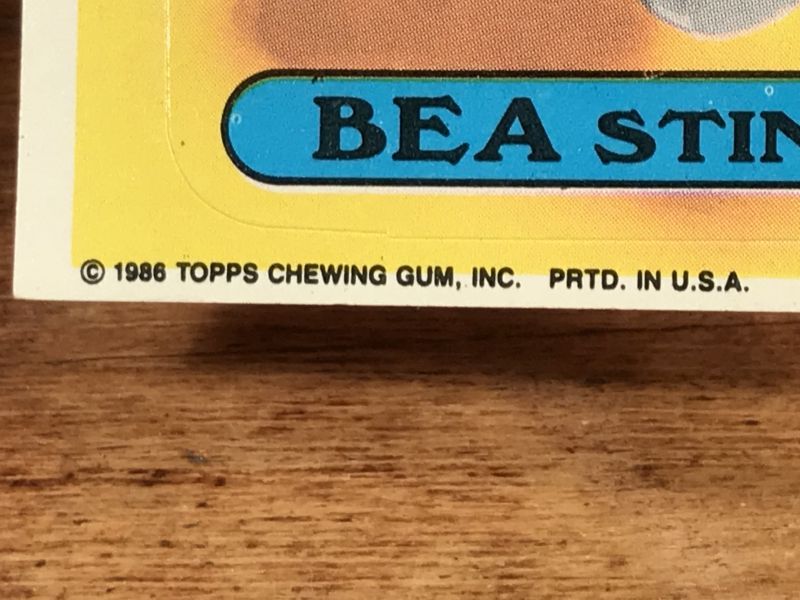 BEA STIN
© 1986 TOPPS CHEWING GUM, INC. PRTD. IN U.S.A.